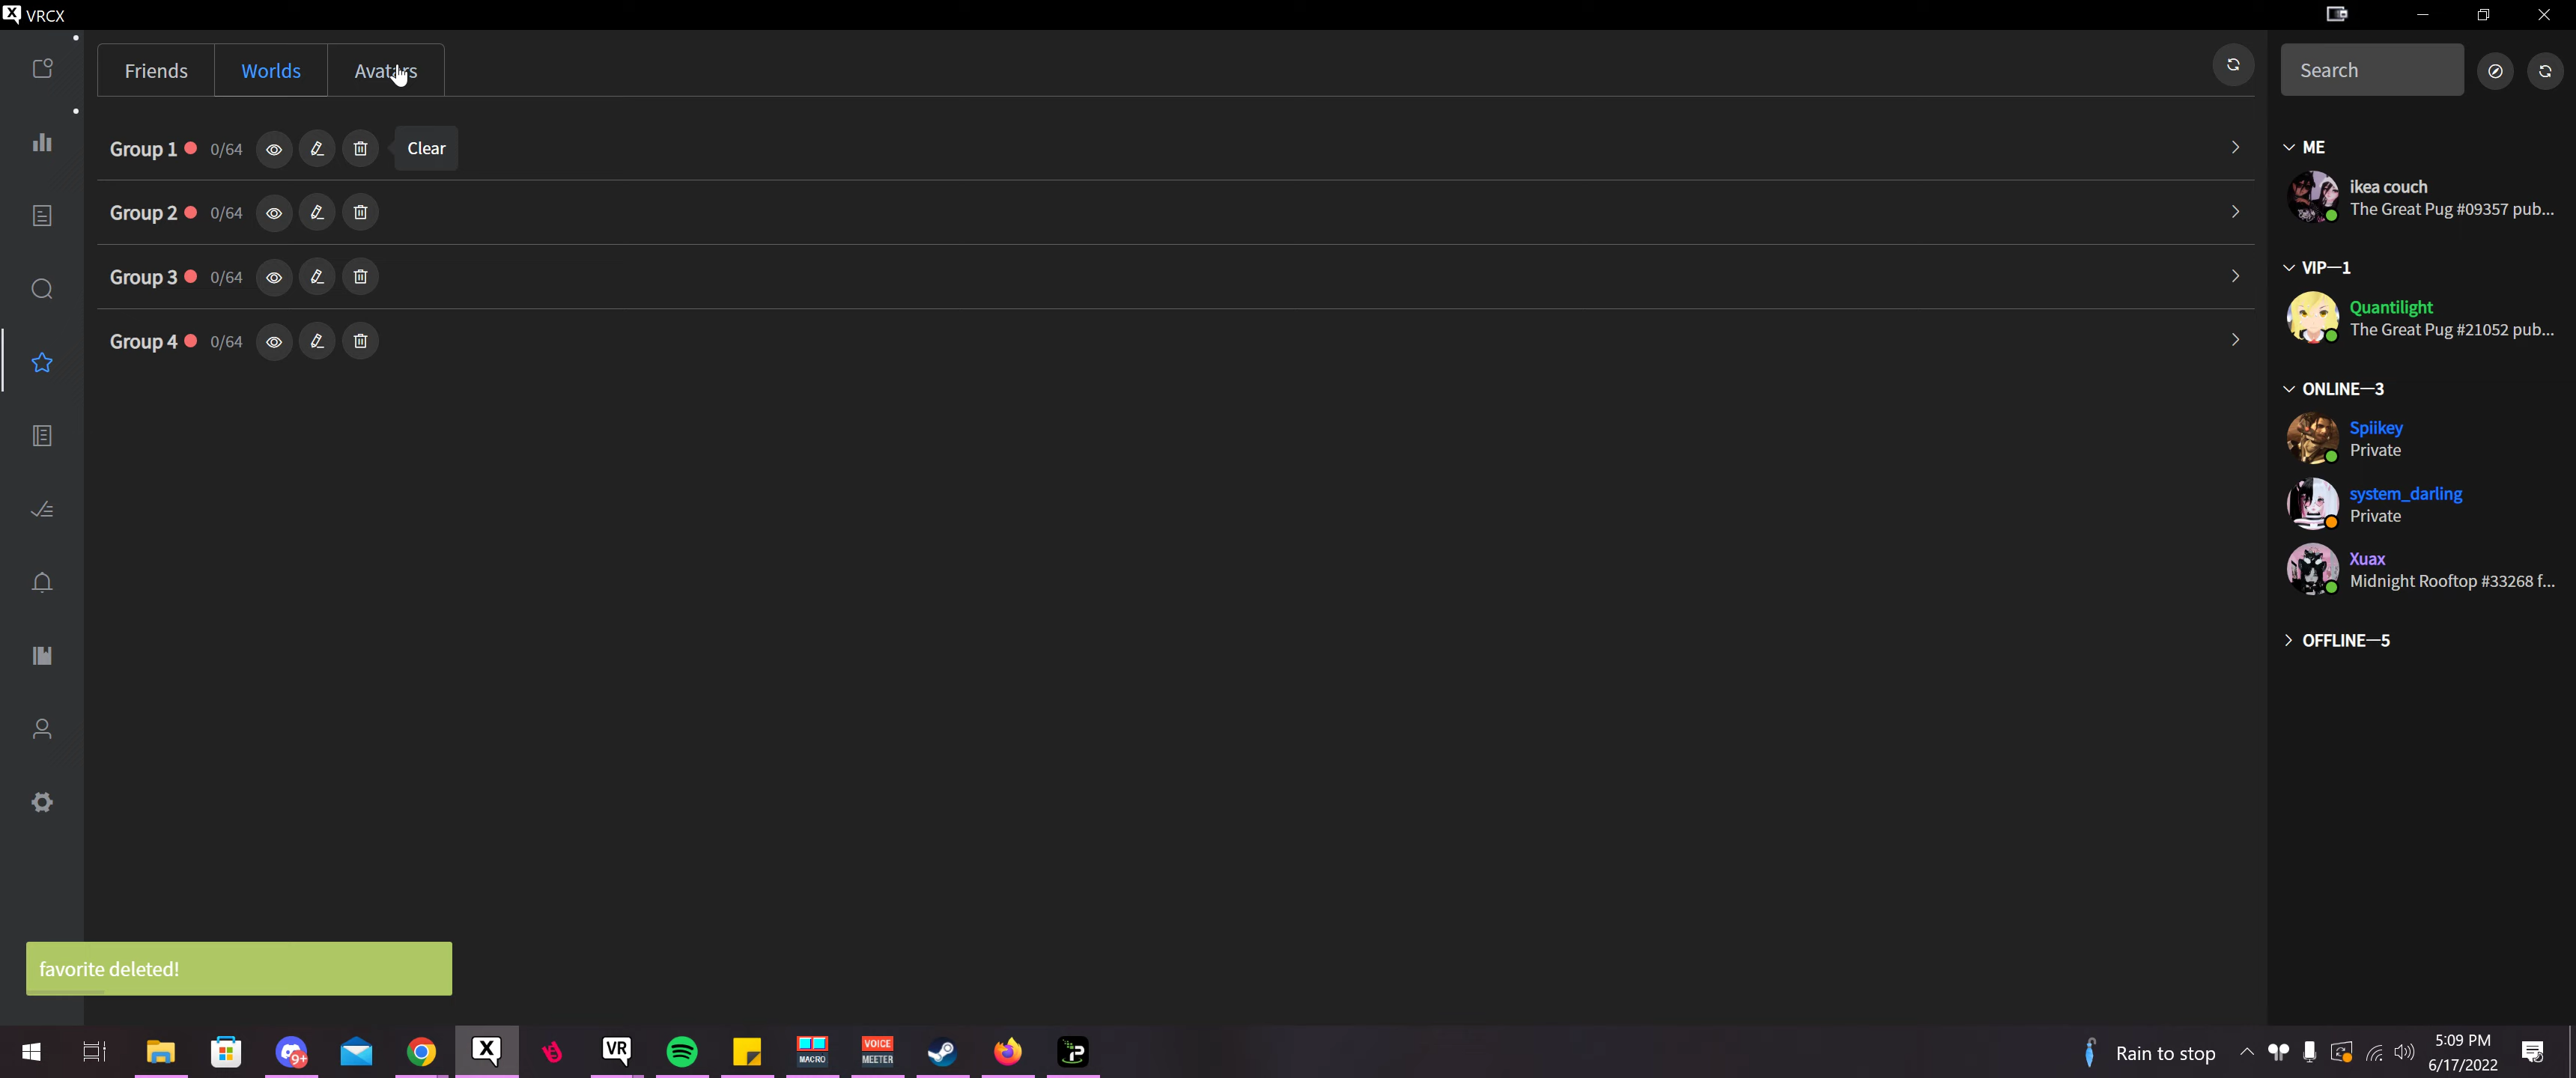 VRCX
Friends
Worlds
Avatars
Search
Group 1 0/64
Clear
Group 2 0/64
Group 3 0/64
Group 4 0/64
ME
ikea couch
The Great Pug #09357 pub...
VIP—1
Quantilight
The Great Pug #21052 pub...
ONLINE—3
Spiikey
Private
system_darling
Private
Xuax
Midnight Rooftop #33268 f...
OFFLINE—5
favorite deleted!
9+
X
VR
MACRO
VOICE
MEETER
Rain to stop
5:09 PM
6/17/2022